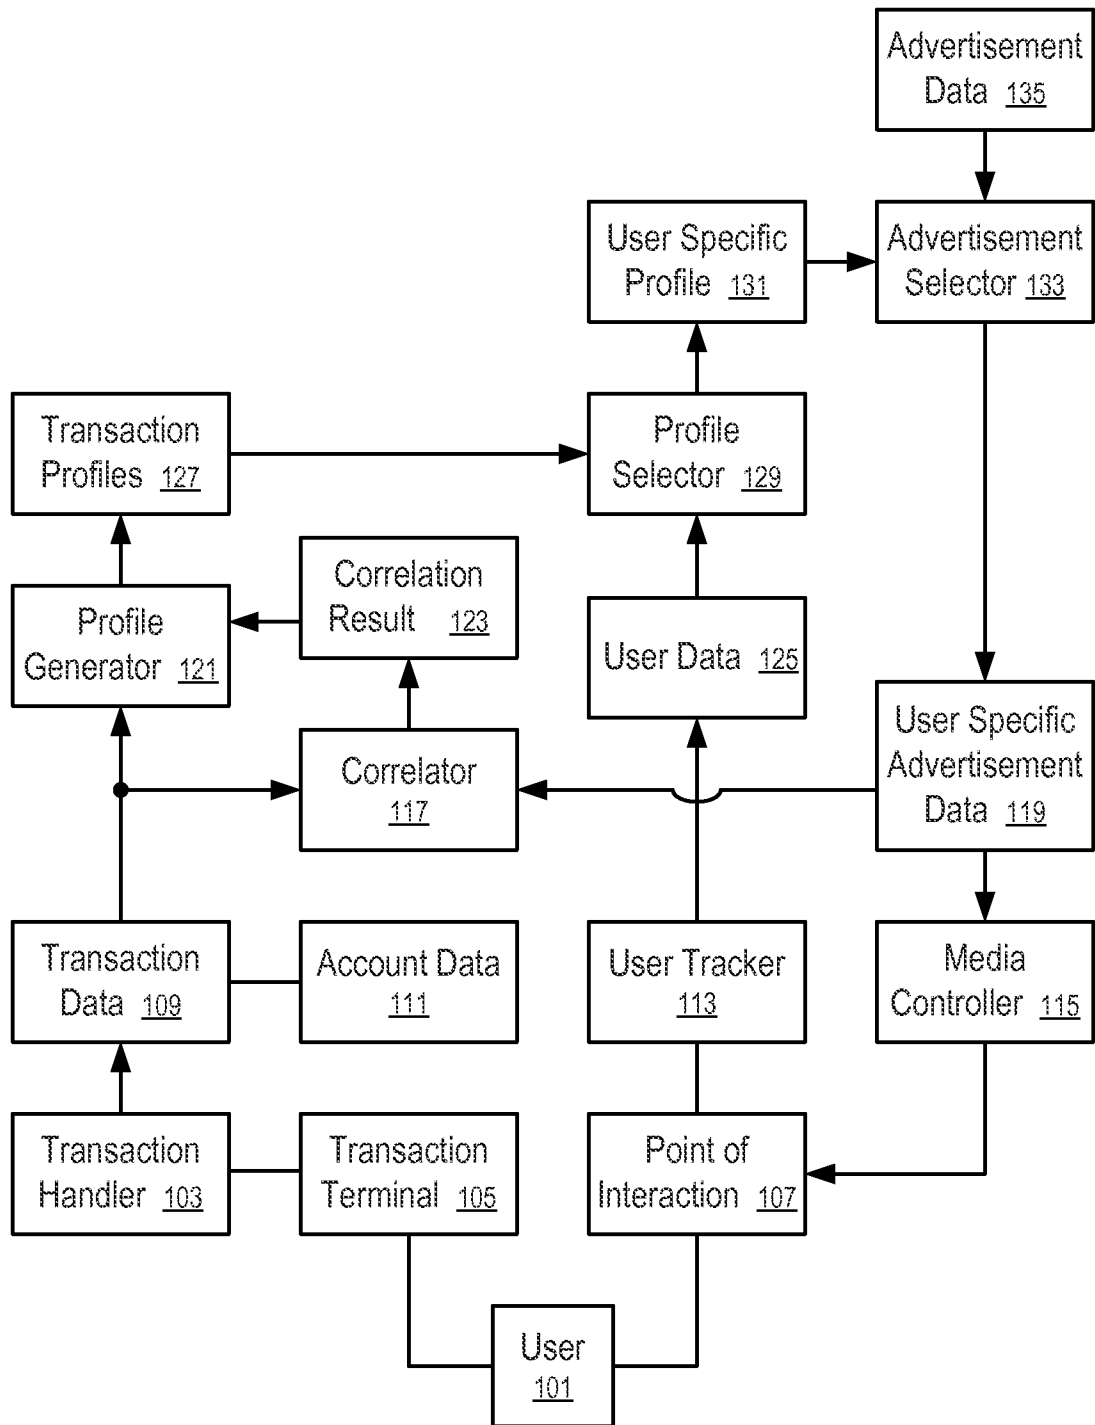 Advertisement
Data 135
User Specific
Profile 131
Advertisement
Selector 133
Transaction
Profiles 127
Profile
Selector 129
Correlation
Result 123
Profile
Generator 121
User Data 125
User Specific
Advertisement
Data 119
Correlator
117
Transaction
Data 109
Account Data
111
User Tracker
113
Media
Controller 115
Transaction
Handler 103
Transaction
Terminal 105
Point of
Interaction 107
User
101